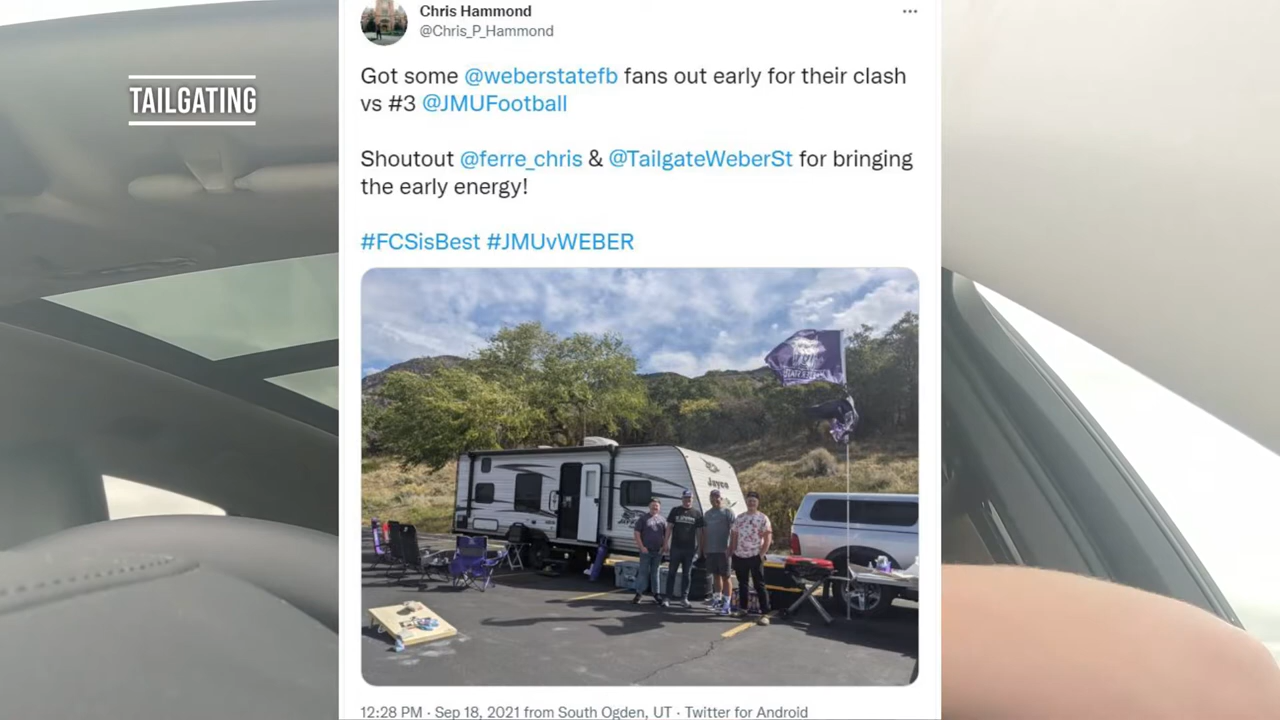 TAILGATING
Chris Hammond
@Chris_P_Hammond
Got some @weberstatefb fans out early for their clash
vs #3 @JMUFootball
Shoutout @ferre_chris & @TailgateWeberSt for bringing
the early energy!
#FCSisBest #JMUvWEBER
Jayco
12:28 PM · Sep 18, 2021 from South Ogden, UT · Twitter for Android